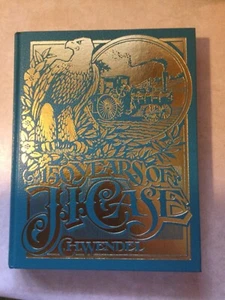 150 YEARS OF
J.I. CASE
C.H. WENDEL